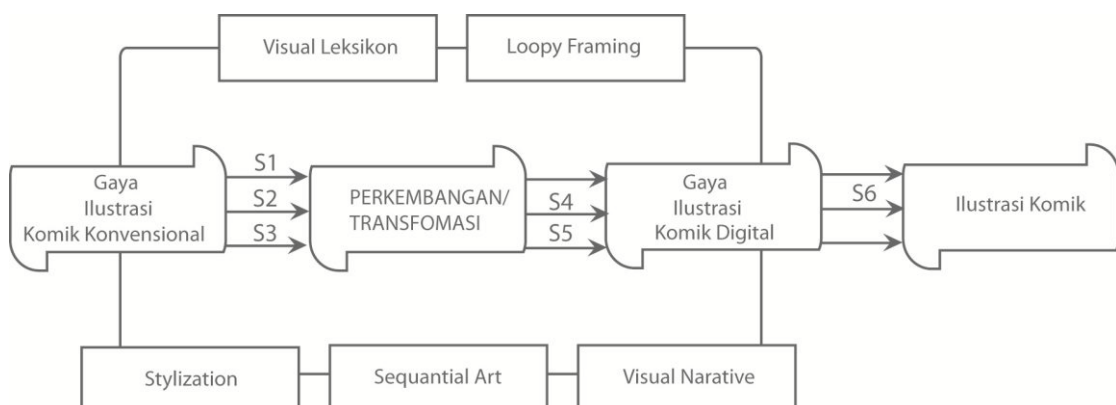 Visual Leksikon
Loopy Framing
Gaya
Ilustrasi
Komik Konvensional
S1
S2
S3
PERKEMBANGAN/
TRANSFOMASI
S4
S5
Gaya
Ilustrasi
Komik Digital
S6
Ilustrasi Komik
Stylization
Sequantial Art
Visual Narative